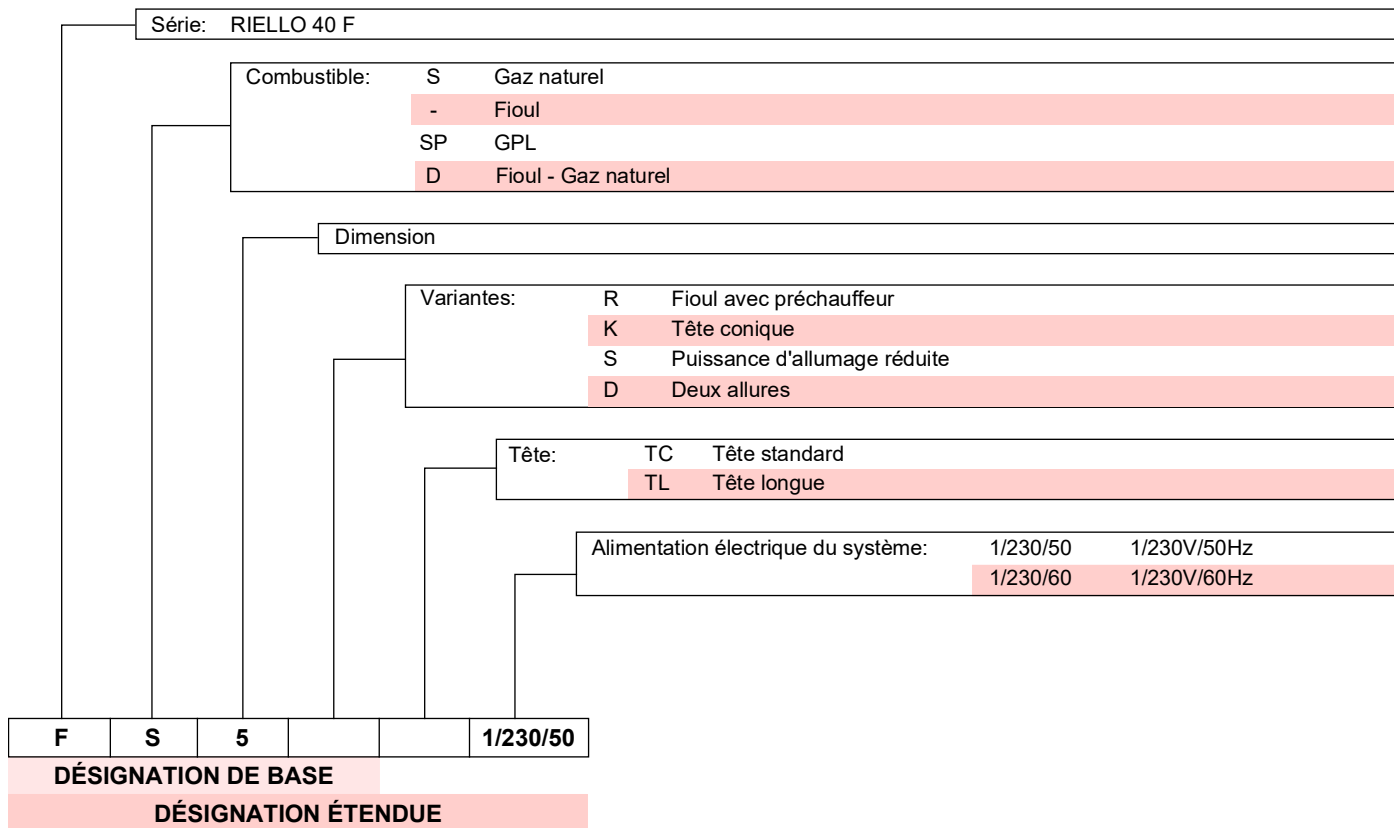 Série: RIELLO 40 F
Combustible: S Gaz naturel
- Fioul
SP GPL
D Fioul - Gaz naturel
Dimension
Variantes: R Fioul avec préchauffeur
K Tête conique
S Puissance d'allumage réduite
D Deux allures
Tête: TC Tête standard
TL Tête longue
Alimentation électrique du système: 1/230/50 1/230V/50Hz
1/230/60 1/230V/60Hz
F S 5 1/230/50
DÉSIGNATION DE BASE
DÉSIGNATION ÉTENDUE